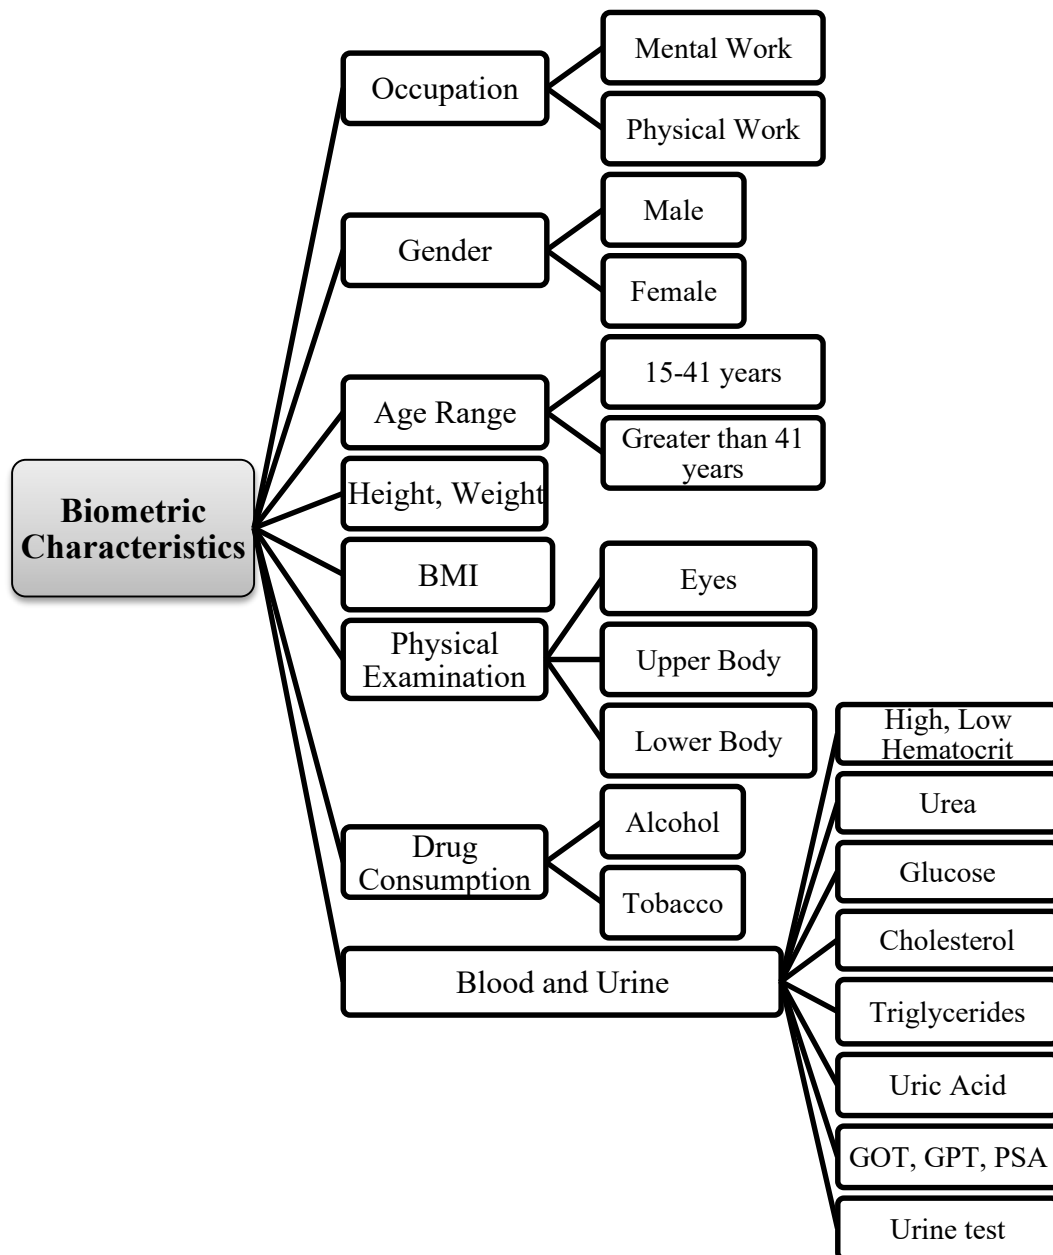 Biometric
Characteristics
Occupation
Mental Work
Physical Work
Gender
Male
Female
Age Range
15-41 years
Greater than 41
years
Height, Weight
BMI
Physical
Examination
Eyes
Upper Body
Lower Body
Drug
Consumption
Alcohol
Tobacco
Blood and Urine
High, Low
Hematocrit
Urea
Glucose
Cholesterol
Triglycerides
Uric Acid
GOT, GPT, PSA
Urine test